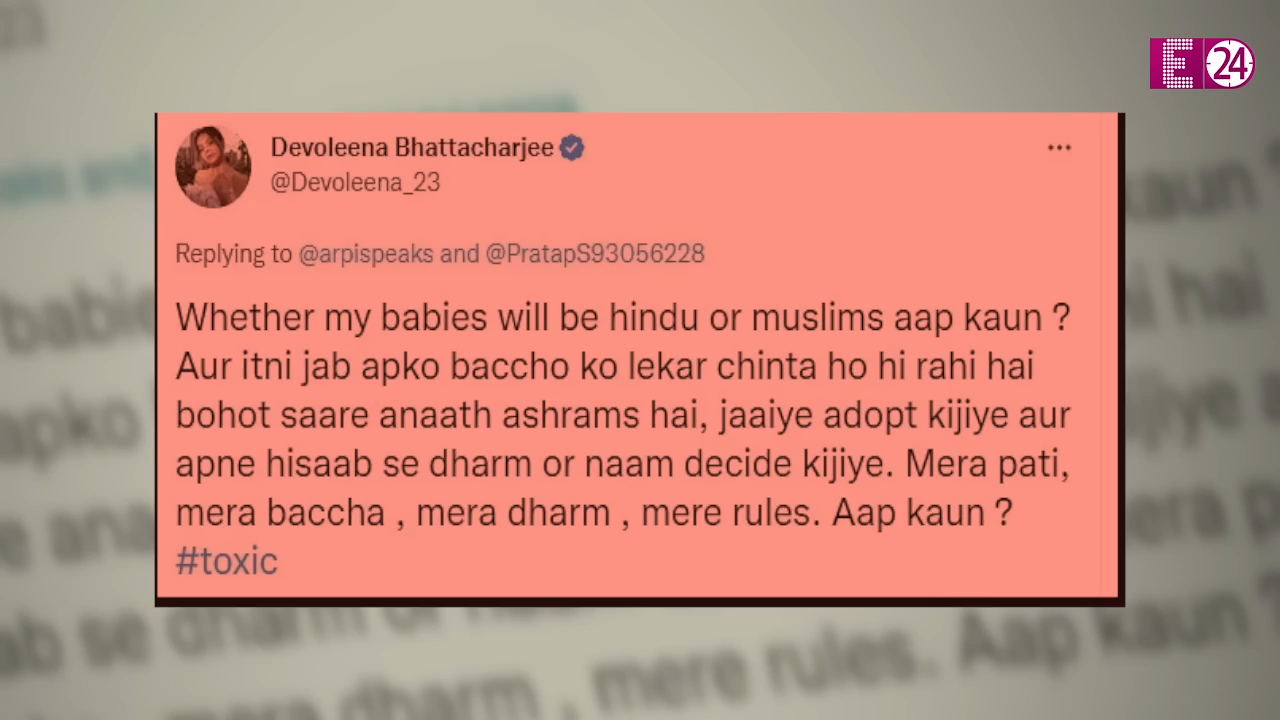 E 24
Devoleena Bhattacharjee
@Devoleena_23
Replying to @arpispeaks and @PratapS93056228
Whether my babies will be hindu or muslims aap kaun ?
Aur itni jab apko baccho ko lekar chinta ho hi rahi hai
bohot saare anaath ashrams hai, jaaiye adopt kijiye aur
apne hisaab se dharm or naam decide kijiye. Mera pati,
mera baccha , mera dharm , mere rules. Aap kaun ?
#toxic